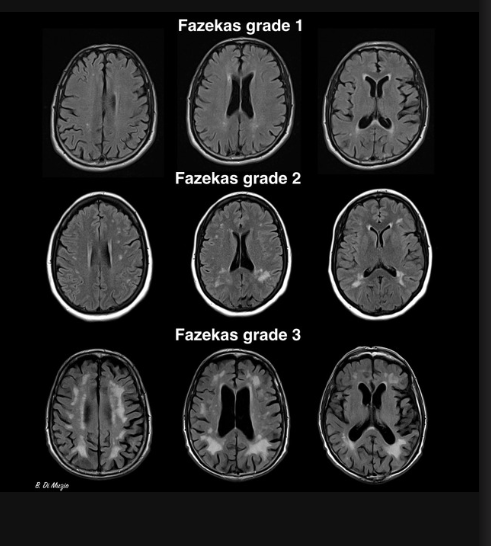 Fazekas grade 1
Fazekas grade 2
Fazekas grade 3
B. Di Muzio